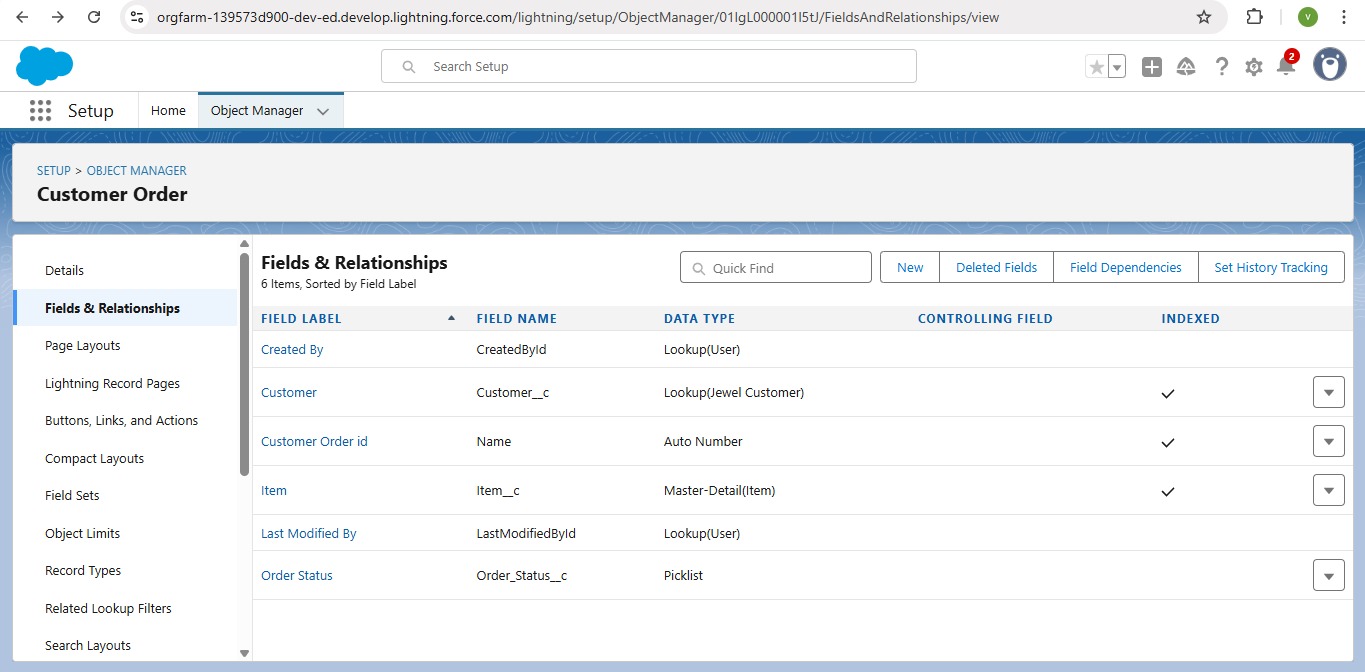 orgfarm-139573d900-dev-ed.develop.lightning.force.com/lightning/setup/ObjectManager/01IgL000001I5tJ/FieldsAndRelationships/view
V
Search Setup
2
Setup Home Object Manager
SETUP > OBJECT MANAGER
Customer Order
Details
Fields & Relationships
Page Layouts
Lightning Record Pages
Buttons, Links, and Actions
Compact Layouts
Field Sets
Object Limits
Record Types
Related Lookup Filters
Search Layouts
Fields & Relationships
6 Items, Sorted by Field Label
Quick Find New Deleted Fields Field Dependencies Set History Tracking
FIELD LABEL FIELD NAME DATA TYPE CONTROLLING FIELD INDEXED
Created By CreatedById Lookup(User)
Customer Customer__c Lookup(Jewel Customer)
Customer Order id Name Auto Number
Item Item__c Master-Detail(Item)
Last Modified By LastModifiedById Lookup(User)
Order Status Order_Status__c Picklist